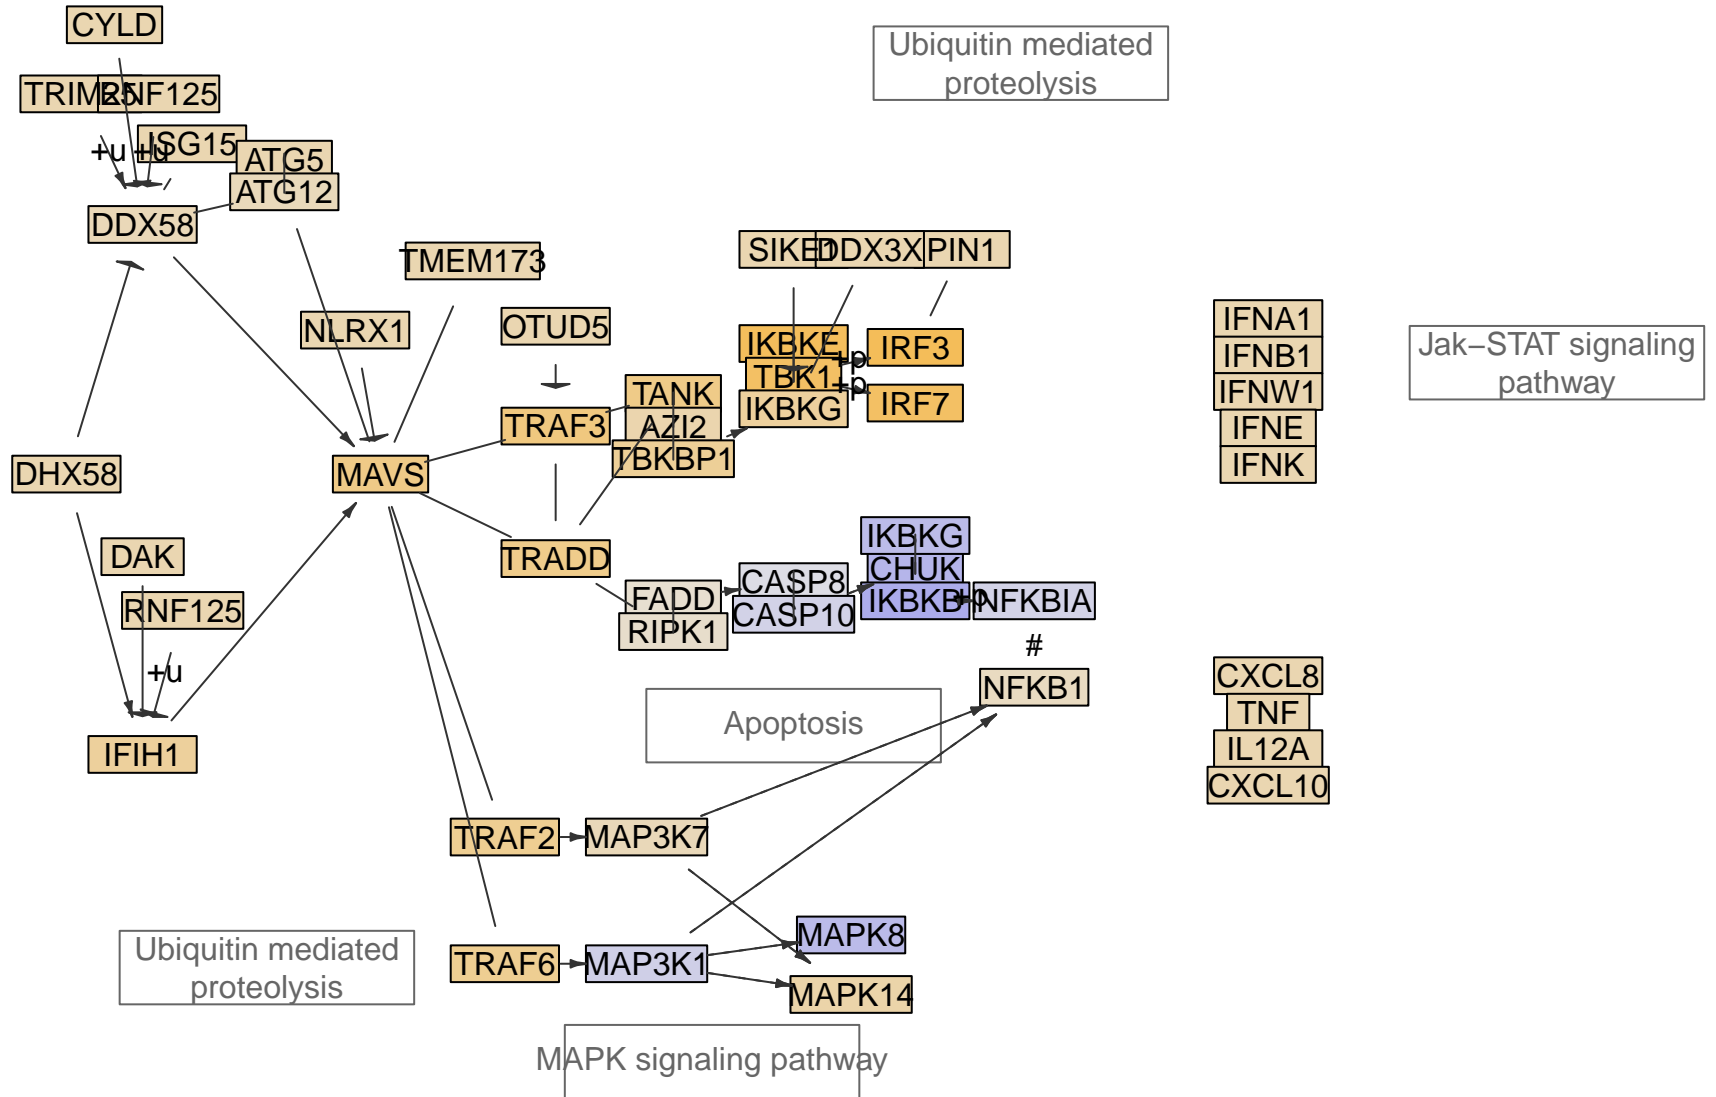 CYLD
Ubiquitin mediated
proteolysis
TRIM25
RNF125
ISG15
+u
+u
ATG5
ATG12
DDX58
TMEM173
SIKE1
DDX3X
PIN1
NLRX1
OTUD5
IKBKE
+p
IRF3
TBK1
+p
IRF7
IKBKG
IFNA1
IFNB1
IFNW1
IFNE
IFNK
Jak−STAT signaling
pathway
TANK
AZI2
TBKBP1
TRAF3
DHX58
MAVS
DAK
RNF125
+u
IFIH1
TRADD
FADD
RIPK1
CASP8
CASP10
IKBKG
CHUK
IKBKB
+p
NFKBIA
#
NFKB1
Apoptosis
CXCL8
TNF
IL12A
CXCL10
TRAF2
MAP3K7
TRAF6
MAP3K1
MAPK8
MAPK14
Ubiquitin mediated
proteolysis
MAPK signaling pathway